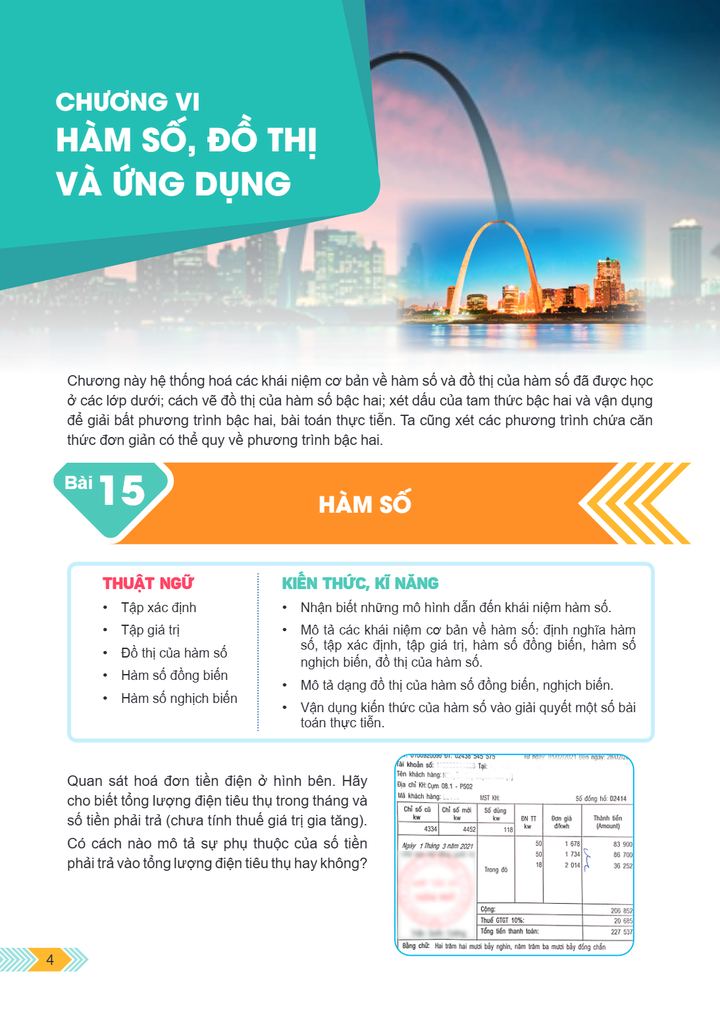 CHƯƠNG VI
HÀM SỐ, ĐỒ THỊ
VÀ ỨNG DỤNG
Chương này hệ thống hoá các khái niệm cơ bản về hàm số và đồ thị của hàm số đã được học
ở các lớp dưới; cách vẽ đồ thị của hàm số bậc hai; xét dấu của tam thức bậc hai và vận dụng
để giải bất phương trình bậc hai, bài toán thực tiễn. Ta cũng xét các phương trình chứa căn
thức đơn giản có thể quy về phương trình bậc hai.
Bài 15
HÀM SỐ
THUẬT NGỮ
• Tập xác định
• Tập giá trị
• Đồ thị của hàm số
• Hàm số đồng biến
• Hàm số nghịch biến
KIẾN THỨC, KĨ NĂNG
• Nhận biết những mô hình dẫn đến khái niệm hàm số.
• Mô tả các khái niệm cơ bản về hàm số: định nghĩa hàm
số, tập xác định, tập giá trị, hàm số đồng biến, hàm số
nghịch biến, đồ thị của hàm số.
• Mô tả dạng đồ thị của hàm số đồng biến, nghịch biến.
• Vận dụng kiến thức của hàm số vào giải quyết một số bài
toán thực tiễn.
Quan sát hoá đơn tiền điện ở hình bên. Hãy
cho biết tổng lượng điện tiêu thụ trong tháng và
số tiền phải trả (chưa tính thuế giá trị gia tăng).
Có cách nào mô tả sự phụ thuộc của số tiền
phải trả vào tổng lượng điện tiêu thụ hay không?
Tài khoản số: Tại:
Tên khách hàng:
Địa chỉ KH: Cụm 08.1 - P502
Mã khách hàng: MST KH: Số đồng hồ: 02414
Chỉ số cũ kw Chỉ số mới kw Số dùng kw ĐN TT kw Đơn giá đ/kwh Thành tiền (Amount)
4334 4452 118
Ngày 1 Tháng 3 năm 2021
Trong đó
50 1 678 83 900
50 1 734 86 700
18 2 014 36 252
Cộng: 206 852
Thuế GTGT 10%: 20 685
Tổng tiền thanh toán: 227 537
Bằng chữ: Hai trăm hai mươi bảy nghìn, năm trăm ba mươi bảy đồng chẵn
4